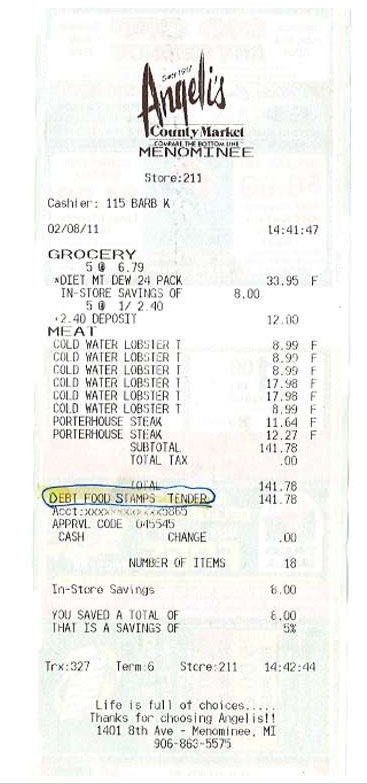 Since 1917
Angeli's
County Market
COMPARE THE BOTTOM LINE
MENOMINEE
Store:211
Cashier: 115 BARB K
02/08/11 14:41:47
GROCERY
5 @ 6.79
*DIET MT DEW 24 PACK 33.95 F
IN-STORE SAVINGS OF 8.00
5 @ 1/ 2.40
+2.40 DEPOSIT 12.00
MEAT
COLD WATER LOBSTER T 8.99 F
COLD WATER LOBSTER T 8.99 F
COLD WATER LOBSTER T 8.99 F
COLD WATER LOBSTER T 17.98 F
COLD WATER LOBSTER T 17.98 F
COLD WATER LOBSTER T 8.99 F
PORTERHOUSE STEAK 11.64 F
PORTERHOUSE STEAK 12.27 F
SUBTOTAL 141.78
TOTAL TAX .00
TOTAL 141.78
DEBT FOOD STAMPS TENDER 141.78
Acct:xxxxxxxxxxxx5865
APPRVL CODE 045545
CASH CHANGE .00
NUMBER OF ITEMS 18
In-Store Savings 8.00
YOU SAVED A TOTAL OF 8.00
THAT IS A SAVINGS OF 5%
Trx:327 Term:6 Store:211 14:42:44
Life is full of choices.....
Thanks for choosing Angelis!!
1401 8th Ave - Menominee, MI
906-863-5575